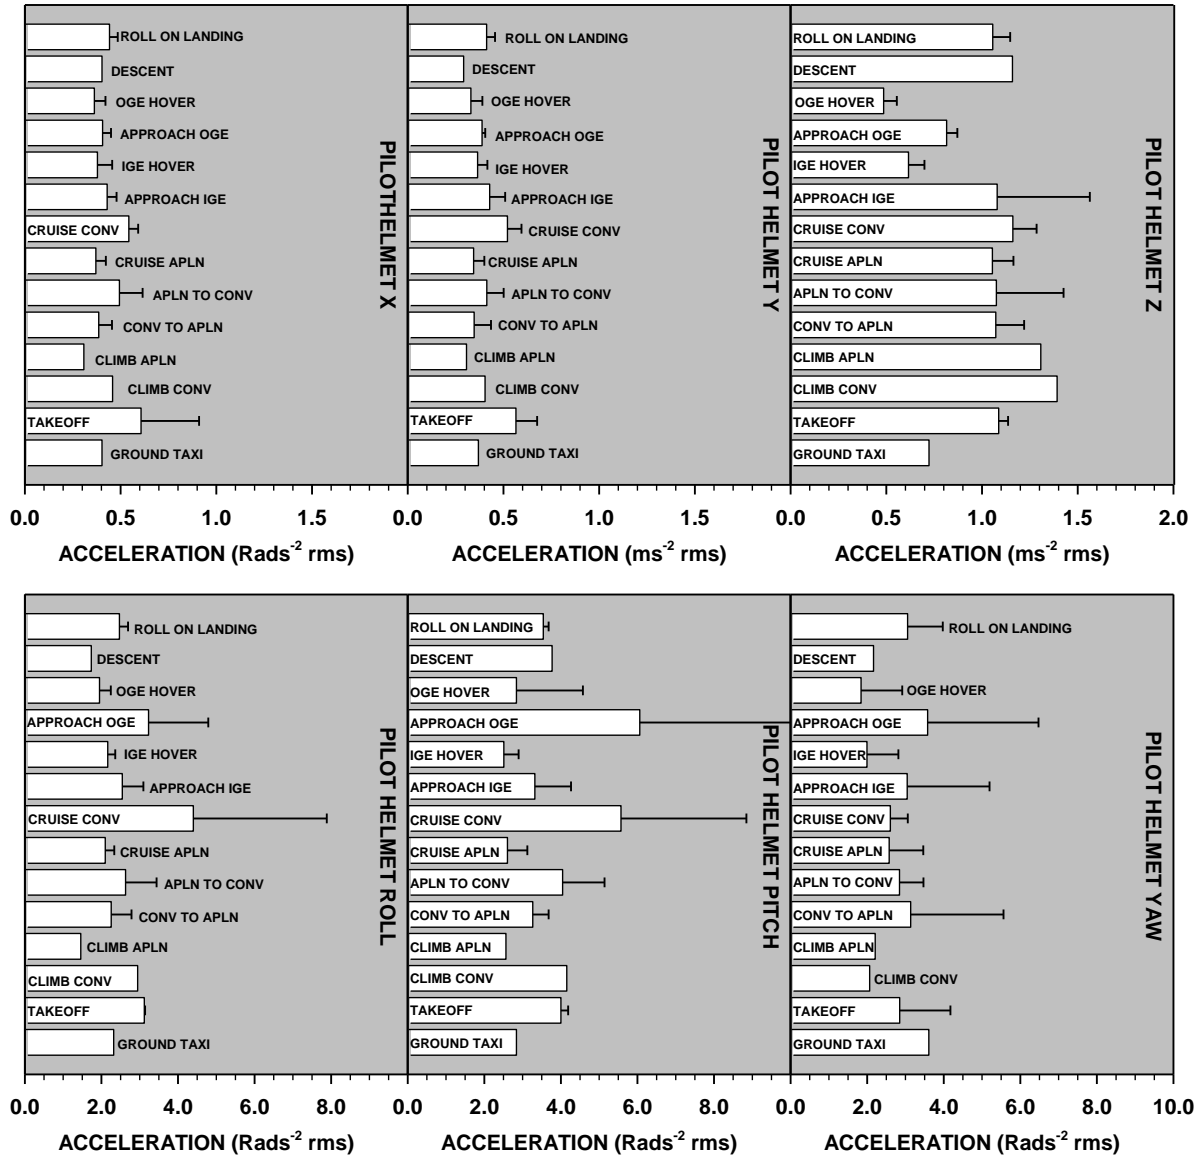 ROLL ON LANDING
DESCENT
OGE HOVER
APPROACH OGE
IGE HOVER
APPROACH IGE
CRUISE CONV
CRUISE APLN
APLN TO CONV
CONV TO APLN
CLIMB APLN
CLIMB CONV
TAKEOFF
GROUND TAXI
PILOTHELMET X
0.0 0.5 1.0 1.5
ACCELERATION (Rads-2 rms)
ROLL ON LANDING
DESCENT
OGE HOVER
APPROACH OGE
IGE HOVER
APPROACH IGE
CRUISE CONV
CRUISE APLN
APLN TO CONV
CONV TO APLN
CLIMB APLN
CLIMB CONV
TAKEOFF
GROUND TAXI
PILOT HELMET Y
0.0 0.5 1.0 1.5
ACCELERATION (ms-2 rms)
ROLL ON LANDING
DESCENT
OGE HOVER
APPROACH OGE
IGE HOVER
APPROACH IGE
CRUISE CONV
CRUISE APLN
APLN TO CONV
CONV TO APLN
CLIMB APLN
CLIMB CONV
TAKEOFF
GROUND TAXI
PILOT HELMET Z
0.0 0.5 1.0 1.5 2.0
ACCELERATION (ms-2 rms)
ROLL ON LANDING
DESCENT
OGE HOVER
APPROACH OGE
IGE HOVER
APPROACH IGE
CRUISE CONV
CRUISE APLN
APLN TO CONV
CONV TO APLN
CLIMB APLN
CLIMB CONV
TAKEOFF
GROUND TAXI
PILOT HELMET ROLL
0.0 2.0 4.0 6.0 8.0
ACCELERATION (Rads-2 rms)
ROLL ON LANDING
DESCENT
OGE HOVER
APPROACH OGE
IGE HOVER
APPROACH IGE
CRUISE CONV
CRUISE APLN
APLN TO CONV
CONV TO APLN
CLIMB APLN
CLIMB CONV
TAKEOFF
GROUND TAXI
PILOT HELMET PITCH
0.0 2.0 4.0 6.0 8.0
ACCELERATION (Rads-2 rms)
ROLL ON LANDING
DESCENT
OGE HOVER
APPROACH OGE
IGE HOVER
APPROACH IGE
CRUISE CONV
CRUISE APLN
APLN TO CONV
CONV TO APLN
CLIMB APLN
CLIMB CONV
TAKEOFF
GROUND TAXI
PILOT HELMET YAW
0.0 2.0 4.0 6.0 8.0 10.0
ACCELERATION (Rads-2 rms)